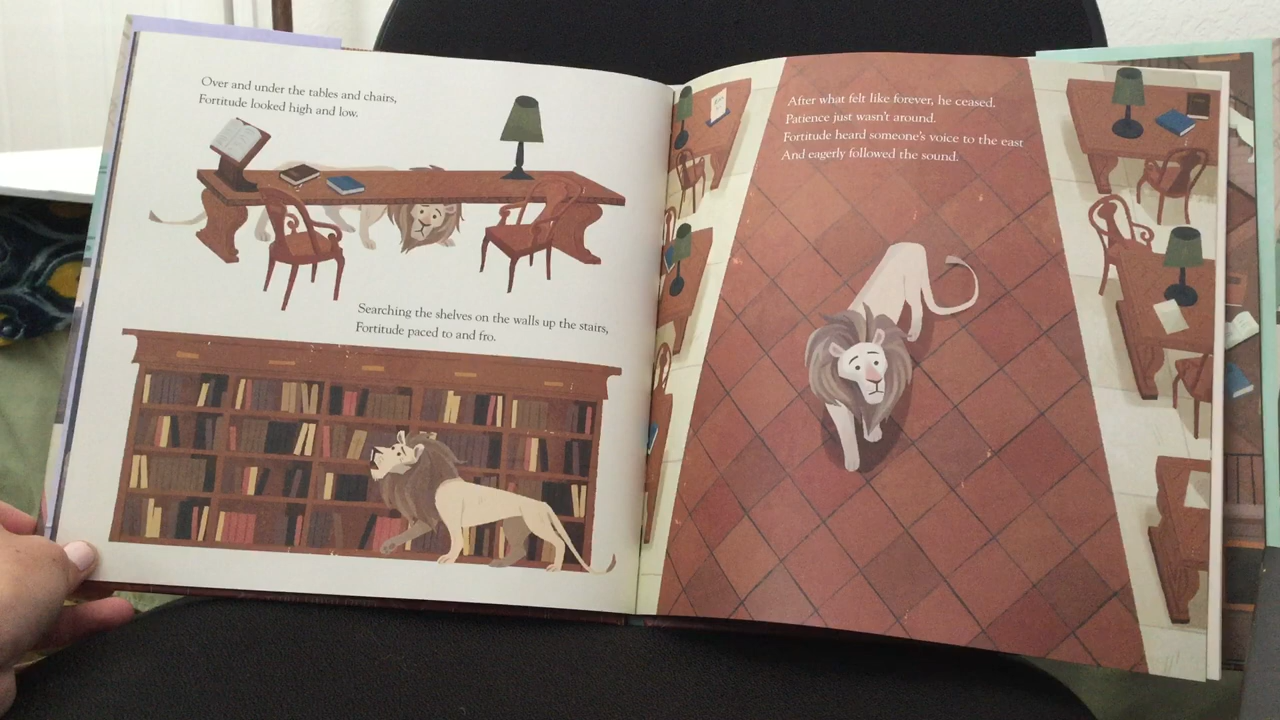 Over and under the tables and chairs,
Fortitude looked high and low.
Searching the shelves on the walls up the stairs,
Fortitude paced to and fro.
After what felt like forever, he ceased.
Patience just wasn't around.
Fortitude heard someone's voice to the east
And eagerly followed the sound.